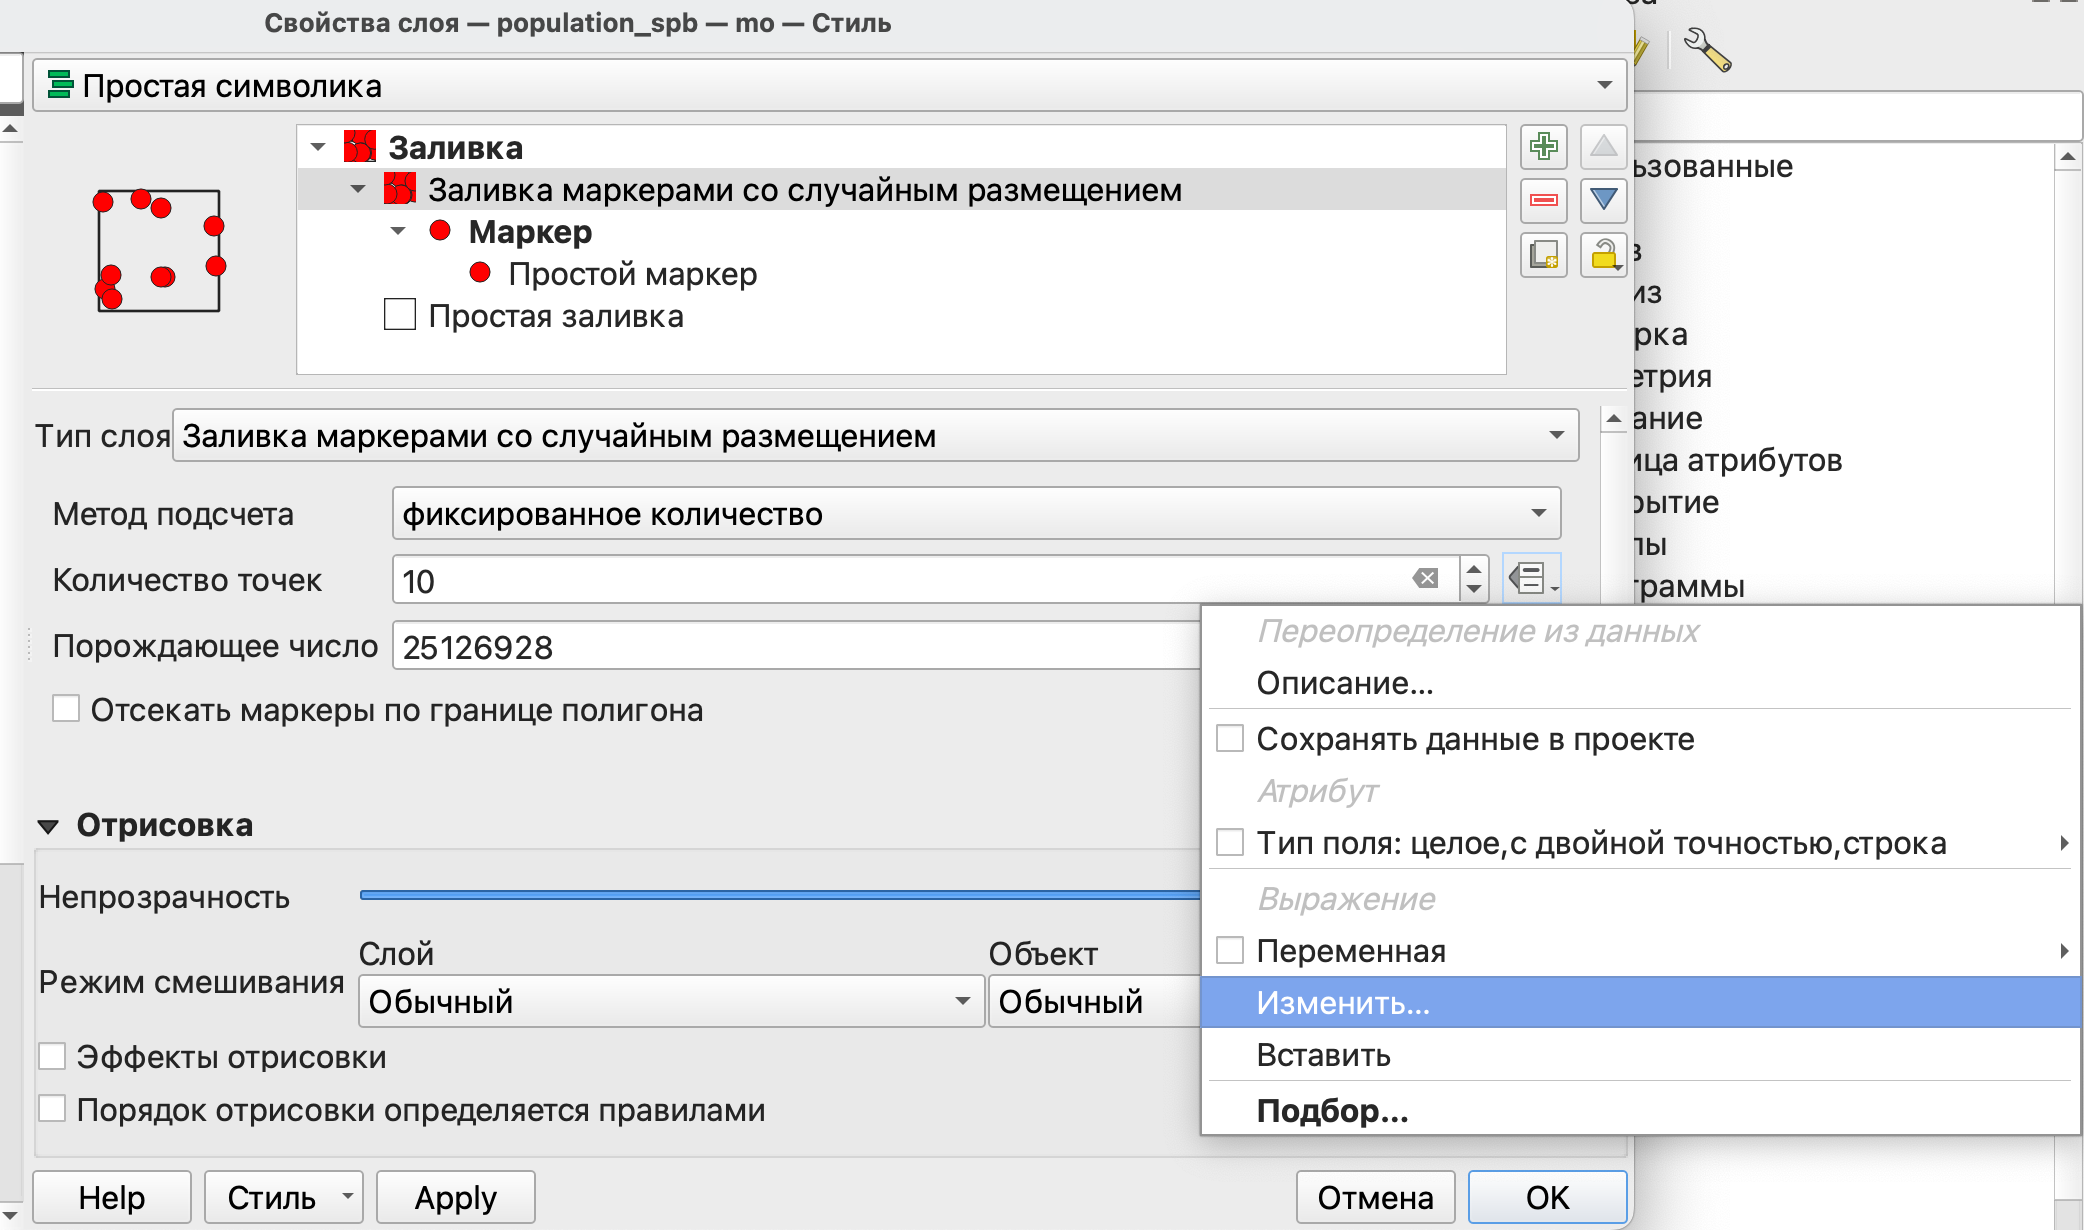 Свойства слоя — population_spb — mo — Стиль
Простая символика
Заливка
Заливка маркерами со случайным размещением
Маркер
Простой маркер
Простая заливка
Тип слоя Заливка маркерами со случайным размещением
Метод подсчета фиксированное количество
Количество точек 10
Порождающее число 25126928
Отсекать маркеры по границе полигона
Отрисовка
Непрозрачность
Слой Объект
Режим смешивания Обычный Обычный
Эффекты отрисовки
Порядок отрисовки определяется правилами
Help Стиль Apply Отмена OK
Переопределение из данных
Описание...
Сохранять данные в проекте
Атрибут
Тип поля: целое,с двойной точностью,строка
Выражение
Переменная
Изменить...
Вставить
Подбор...
ьзованные
из
рка
етрия
ание
ица атрибутов
рытие
лы
граммы